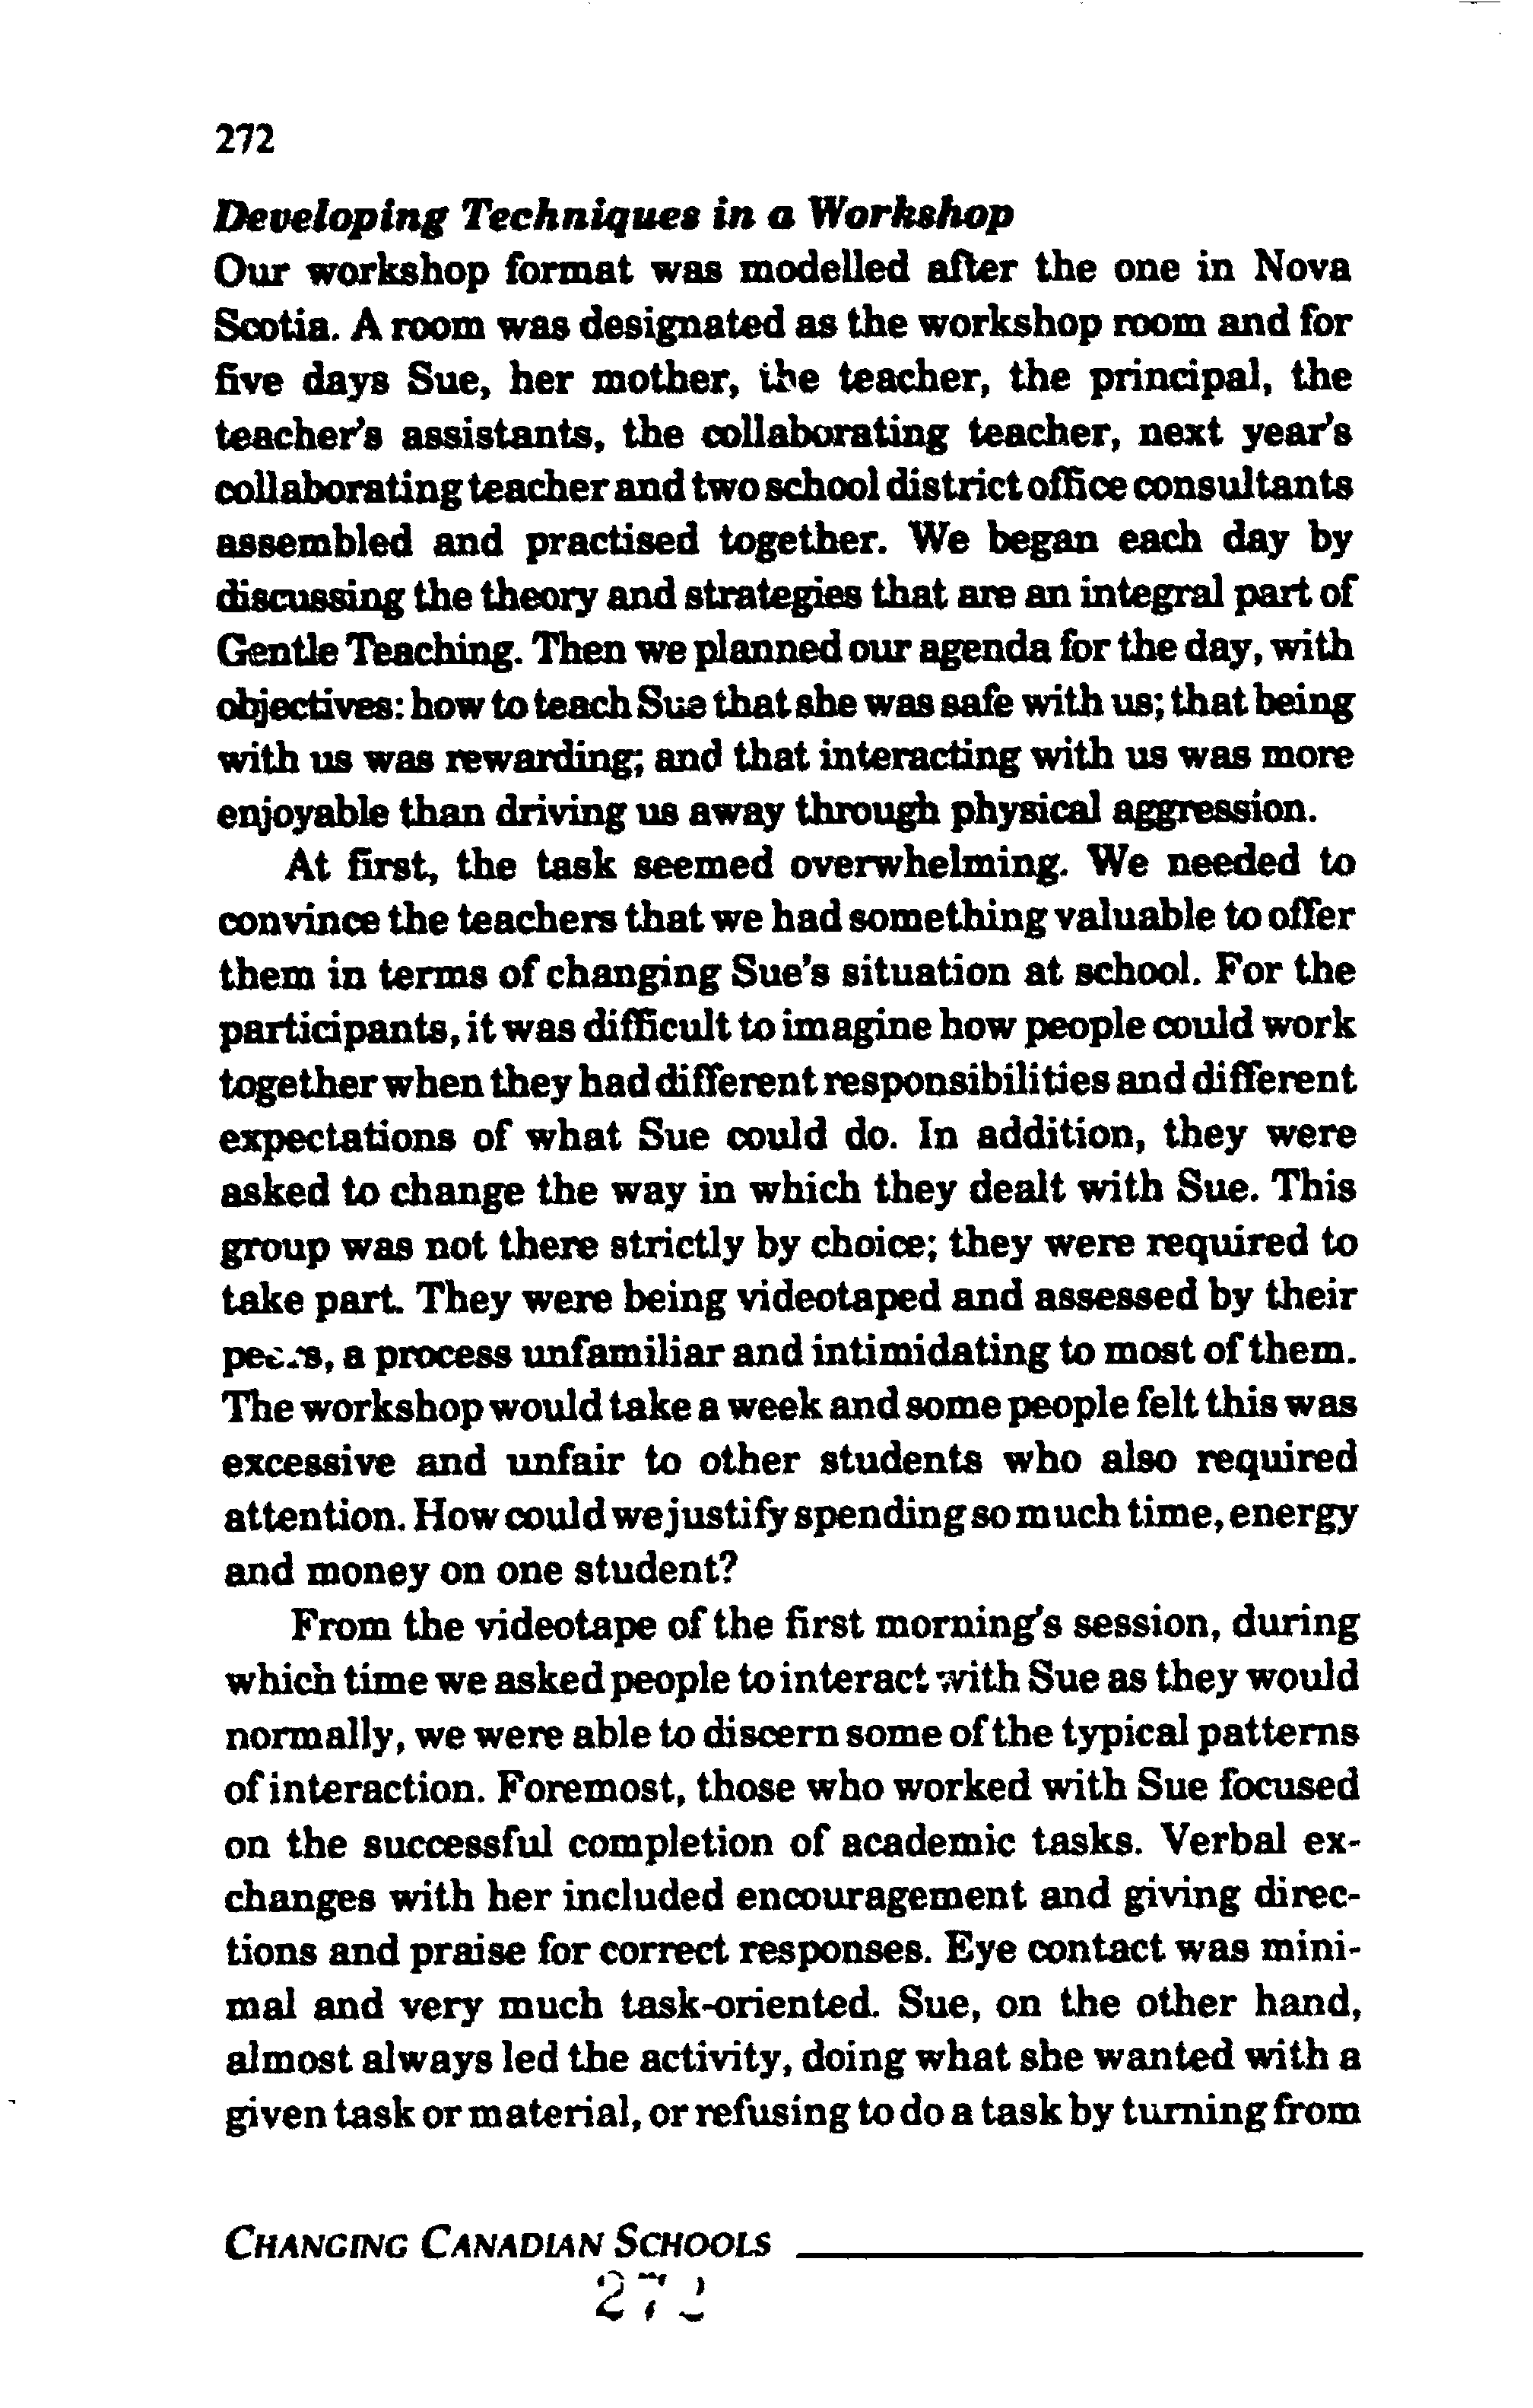 272
Developing Techniques in a Workshop
Our workshop format was modelled after the one in Nova
Scotia. A room was designated as the workshop room and for
five days Sue, her mother, the teacher, the principal, the
teacher's assistants, the collaborating teacher, next year's
collaborating teacher and two school district office consultants
assembled and practised together. We began each day by
discussing the theory and strategies that are an integral part of
Gentle Teaching. Then we planned our agenda for the day, with
objectives: how to teach Sue that she was safe with us; that being
with us was rewarding; and that interacting with us was more
enjoyable than driving us away through physical aggression.
At first, the task seemed overwhelming. We needed to
convince the teachers that we had something valuable to offer
them in terms of changing Sue's situation at school. For the
participants, it was difficult to imagine how people could work
together when they had different responsibilities and different
expectations of what Sue could do. In addition, they were
asked to change the way in which they dealt with Sue. This
group was not there strictly by choice; they were required to
take part. They were being videotaped and assessed by their
peers, a process unfamiliar and intimidating to most of them.
The workshop would take a week and some people felt this was
excessive and unfair to other students who also required
attention. How could we justify spending so much time, energy
and money on one student?
From the videotape of the first morning's session, during
which time we asked people to interact with Sue as they would
normally, we were able to discern some of the typical patterns
of interaction. Foremost, those who worked with Sue focused
on the successful completion of academic tasks. Verbal ex-
changes with her included encouragement and giving direc-
tions and praise for correct responses. Eye contact was mini-
mal and very much task-oriented. Sue, on the other hand,
almost always led the activity, doing what she wanted with a
given task or material, or refusing to do a task by turning from
CHANGING CANADIAN SCHOOLS